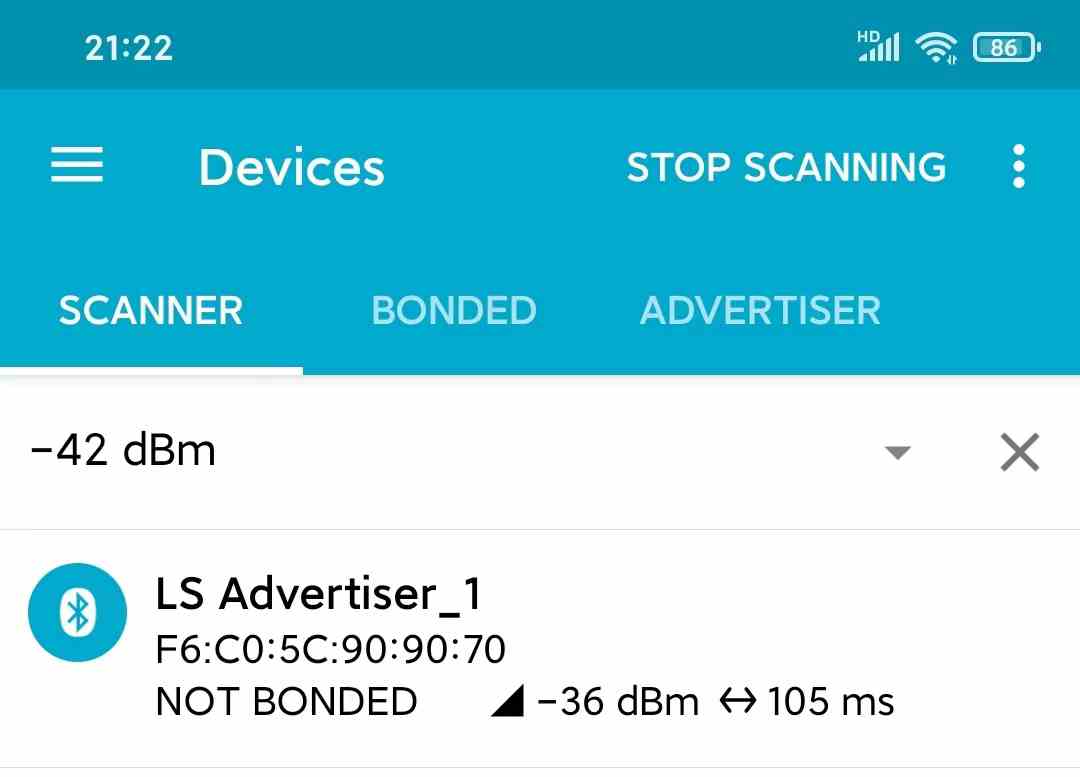 21:22 HD 86
Devices STOP SCANNING
SCANNER BONDED ADVERTISER
-42 dBm
LS Advertiser_1
F6:C0:5C:90:90:70
NOT BONDED -36 dBm ↔ 105 ms